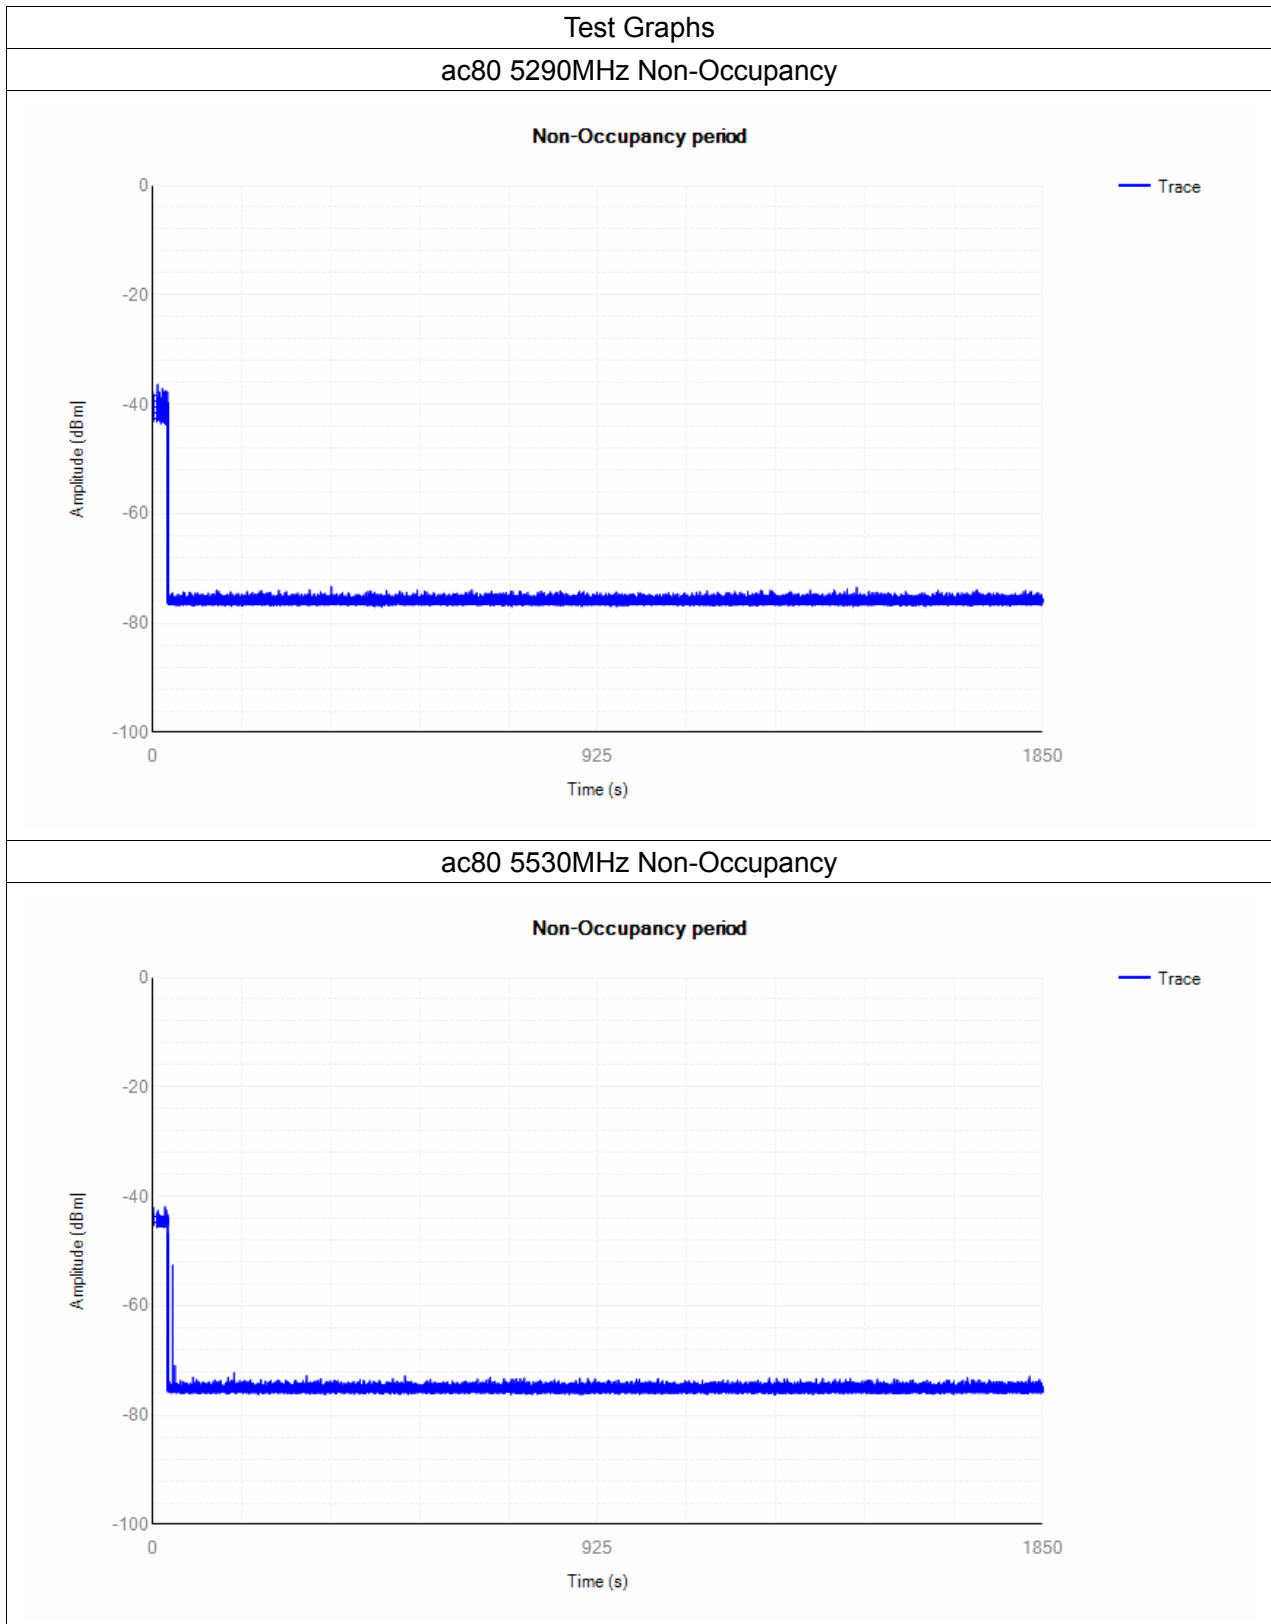 Test Graphs
ac80 5290MHz Non-Occupancy
Non-Occupancy period
Trace
0
-20
-40
-60
-80
-100
Amplitude (dBm)
0 925 1850
Time (s)
ac80 5530MHz Non-Occupancy
Non-Occupancy period
Trace
0
-20
-40
-60
-80
-100
Amplitude (dBm)
0 925 1850
Time (s)